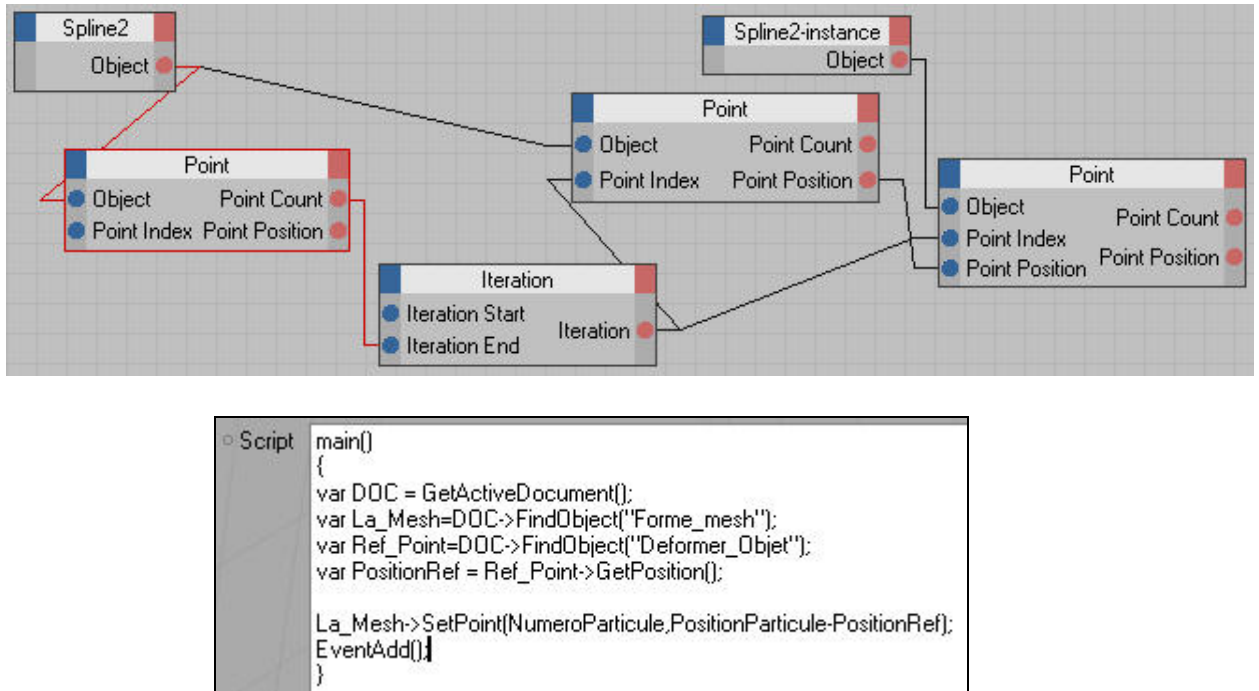 Spline2
Object
Spline2-instance
Object
Point
Object Point Count
Point Index Point Position
Point
Object Point Count
Point Index Point Position
Point
Object Point Count
Point Index
Point Position Point Position
Iteration
Iteration Start
Iteration
Iteration End
Script
main()
{
var DOC = GetActiveDocument();
var La_Mesh=DOC->FindObject("Forme_mesh");
var Ref_Point=DOC->FindObject("Deformer_Objet");
var PositionRef = Ref_Point->GetPosition();
La_Mesh->SetPoint(NumeroParticule,PositionParticule-PositionRef);
EventAdd();
}